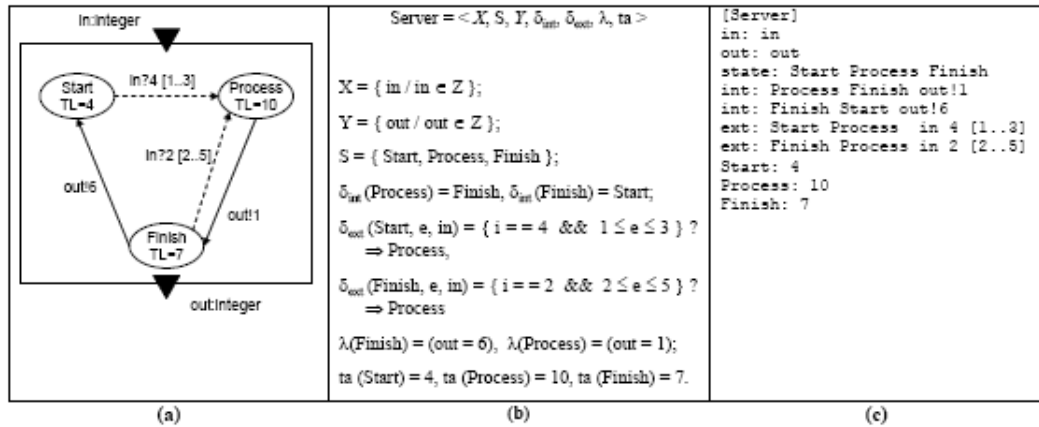 In:Integer
In?4 [1..3]
Start
TL=4
Process
TL=10
In?2 [2..5]
out!6
out!1
Finish
TL=7
out:Integer
(a)
Server = < X, S, Y, δint, δext, λ, ta >
X = { in / in ∈ Z };
Y = { out / out ∈ Z };
S = { Start, Process, Finish };
δint (Process) = Finish, δint (Finish) = Start;
δext (Start, e, in) = { i == 4 && 1 ≤ e ≤ 3 } ?
⇒ Process,
δext (Finish, e, in) = { i == 2 && 2 ≤ e ≤ 5 } ?
⇒ Process
λ(Finish) = (out = 6), λ(Process) = (out = 1);
ta (Start) = 4, ta (Process) = 10, ta (Finish) = 7.
(b)
[Server]
in: in
out: out
state: Start Process Finish
int: Process Finish out!1
int: Finish Start out!6
ext: Start Process in 4 [1..3]
ext: Finish Process in 2 [2..5]
Start: 4
Process: 10
Finish: 7
(c)